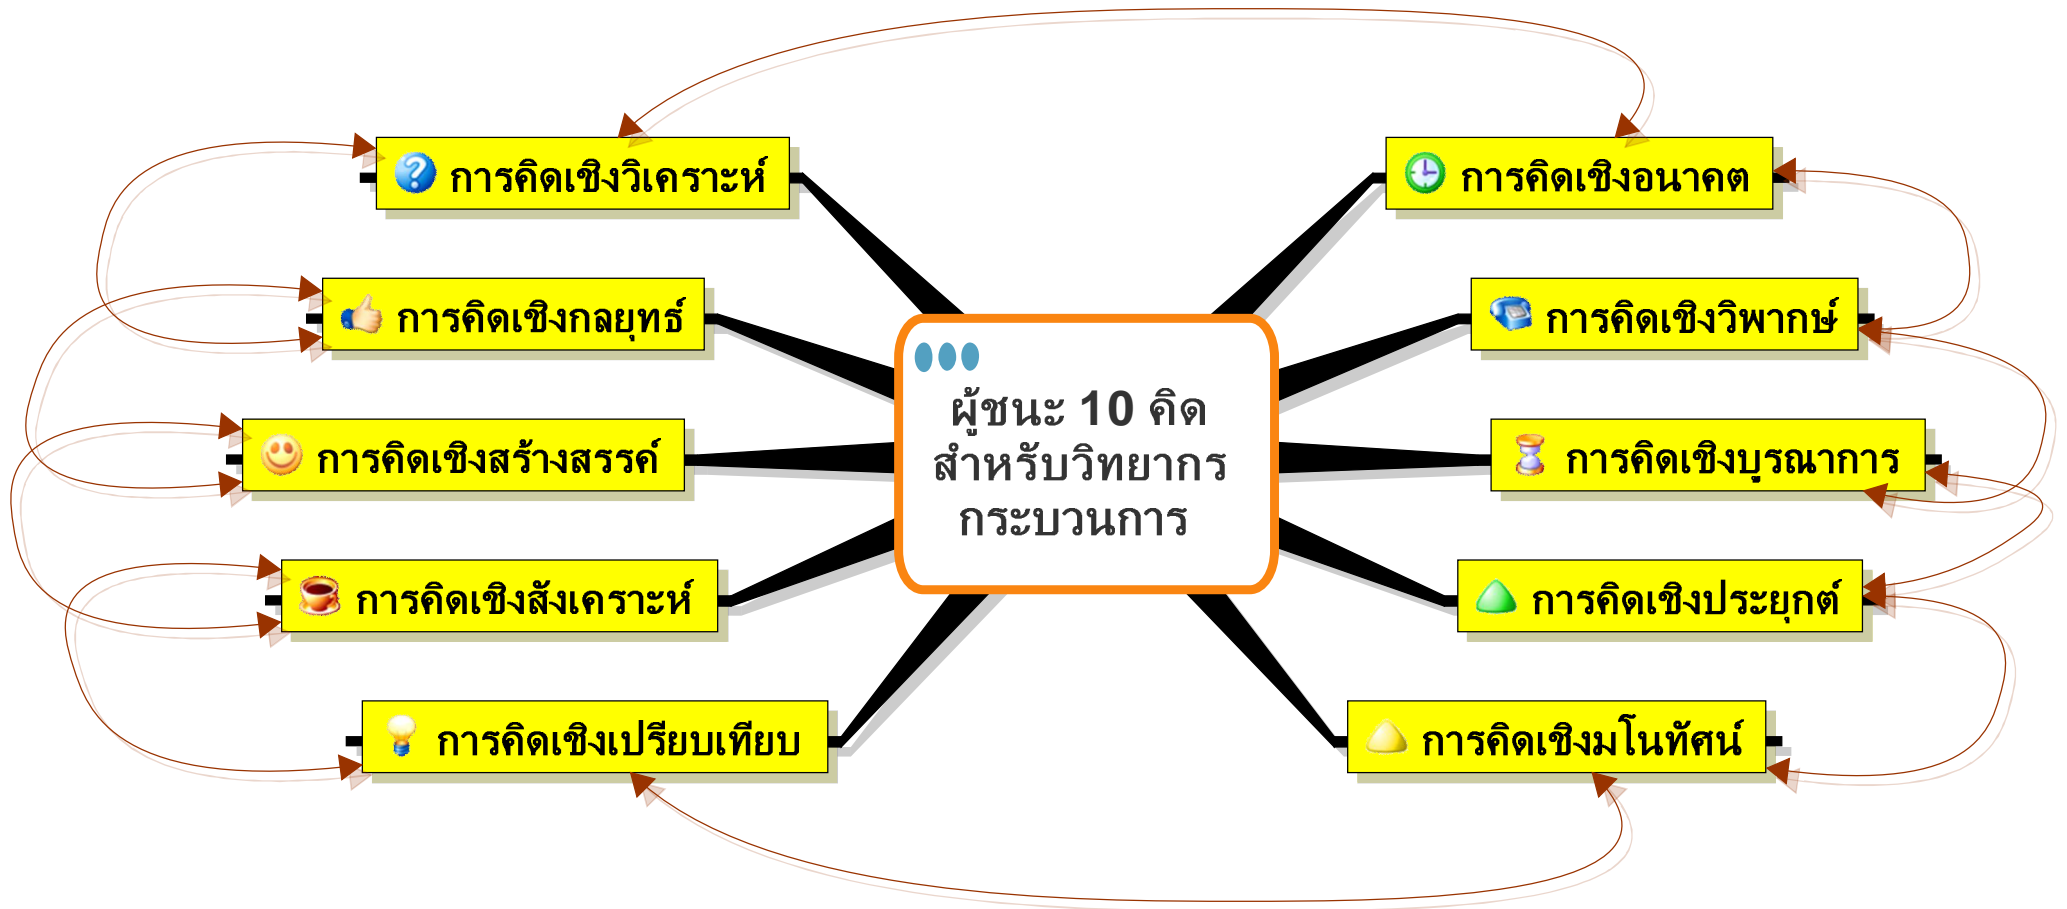 การคิดเชิงวิเคราะห์
การคิดเชิงกลยุทธ์
การคิดเชิงสร้างสรรค์
การคิดเชิงสังเคราะห์
การคิดเชิงเปรียบเทียบ
ผู้ชนะ 10 คิด
สำหรับวิทยากร
กระบวนการ
การคิดเชิงอนาคต
การคิดเชิงวิพากษ์
การคิดเชิงบูรณาการ
การคิดเชิงประยุกต์
การคิดเชิงมโนทัศน์